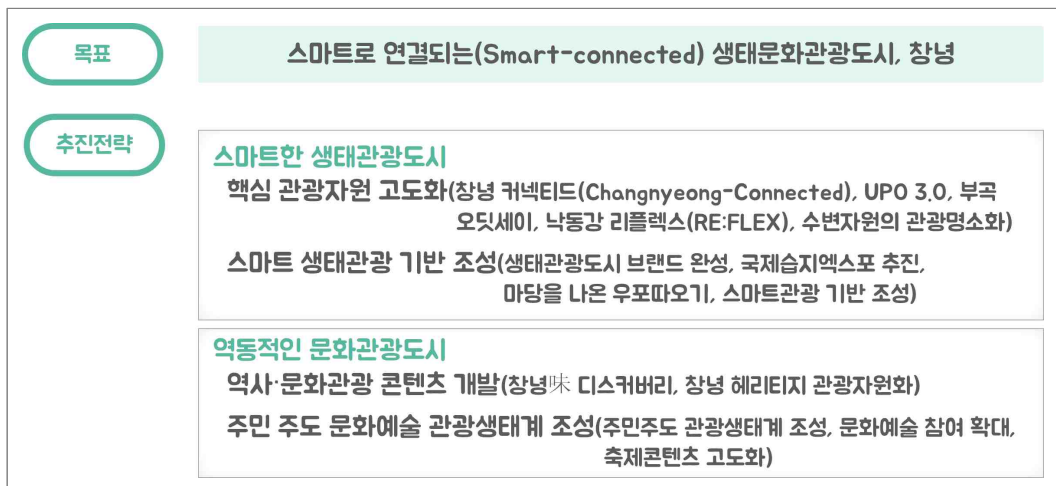 목표
스마트로 연결되는(Smart-connected) 생태문화관광도시, 창녕
추진전략
스마트한 생태관광도시
핵심 관광자원 고도화(창녕 커넥티드(Changnyeong-Connected), UPO 3.0, 부곡
오딧세이, 낙동강 리플렉스(RE:FLEX), 수변자원의 관광명소화)
스마트 생태관광 기반 조성(생태관광도시 브랜드 완성, 국제습지엑스포 추진,
마당을 나온 우포따오기, 스마트관광 기반 조성)
역동적인 문화관광도시
역사·문화관광 콘텐츠 개발(창녕味 디스커버리, 창녕 헤리티지 관광자원화)
주민 주도 문화예술 관광생태계 조성(주민주도 관광생태계 조성, 문화예술 참여 확대,
축제콘텐츠 고도화)